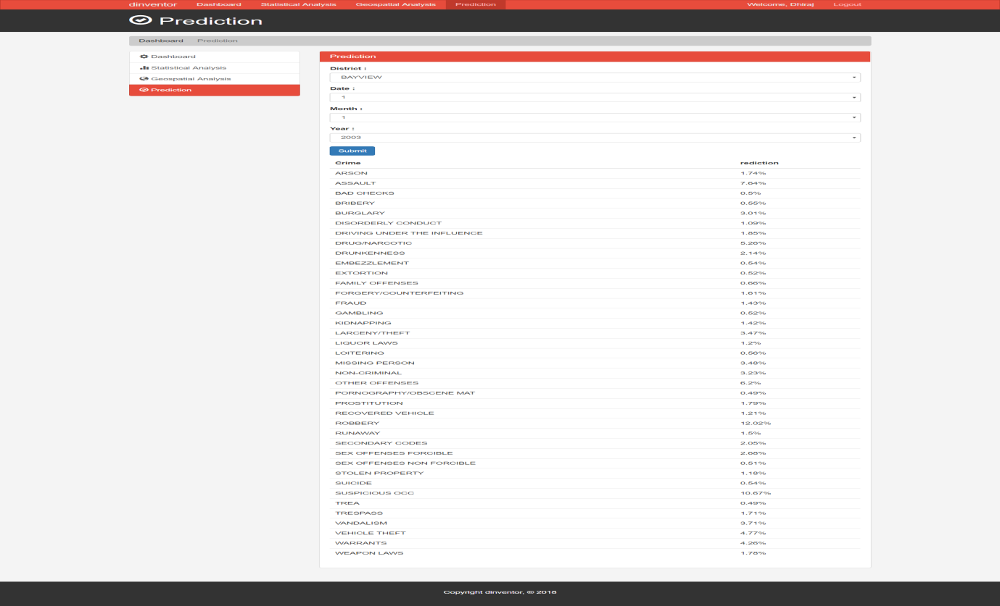 dinventor Dashboard Statistical Analysis Geospatial Analysis Prediction Welcome, Dhiraj Logout
Prediction
Dashboard Prediction
Dashboard
Statistical Analysis
Geospatial Analysis
Prediction
Prediction
District :
BAYVIEW
Date :
1
Month :
1
Year :
2003
Submit
Crime rediction
ARSON 1.74%
ASSAULT 7.64%
BAD CHECKS 0.5%
BRIBERY 0.55%
BURGLARY 3.01%
DISORDERLY CONDUCT 1.09%
DRIVING UNDER THE INFLUENCE 1.85%
DRUG/NARCOTIC 5.26%
DRUNKENNESS 2.14%
EMBEZZLEMENT 0.54%
EXTORTION 0.52%
FAMILY OFFENSES 0.66%
FORGERY/COUNTERFEITING 1.61%
FRAUD 1.43%
GAMBLING 0.52%
KIDNAPPING 1.42%
LARCENY/THEFT 3.47%
LIQUOR LAWS 1.2%
LOITERING 0.56%
MISSING PERSON 3.48%
NON-CRIMINAL 3.23%
OTHER OFFENSES 6.2%
PORNOGRAPHY/OBSCENE MAT 0.49%
PROSTITUTION 1.79%
RECOVERED VEHICLE 1.21%
ROBBERY 12.02%
RUNAWAY 1.5%
SECONDARY CODES 2.05%
SEX OFFENSES FORCIBLE 2.68%
SEX OFFENSES NON FORCIBLE 0.51%
STOLEN PROPERTY 1.18%
SUICIDE 0.54%
SUSPICIOUS OCC 10.67%
TREA 0.49%
TRESPASS 1.71%
VANDALISM 3.71%
VEHICLE THEFT 4.77%
WARRANTS 4.26%
WEAPON LAWS 1.78%
Copyright dinventor, © 2018